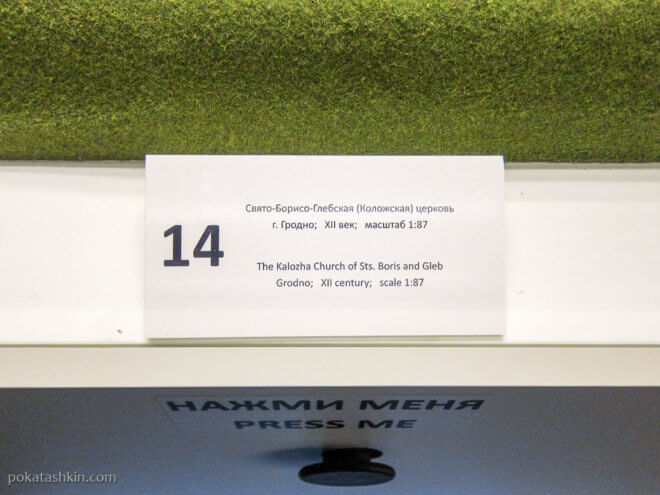 14
Свято-Борисо-Глебская (Коложская) церковь
г. Гродно; XII век; масштаб 1:87
The Kalozha Church of Sts. Boris and Gleb
Grodno; XII century; scale 1:87
НАЖМИ МЕНЯ
PRESS ME
pokatashkin.com